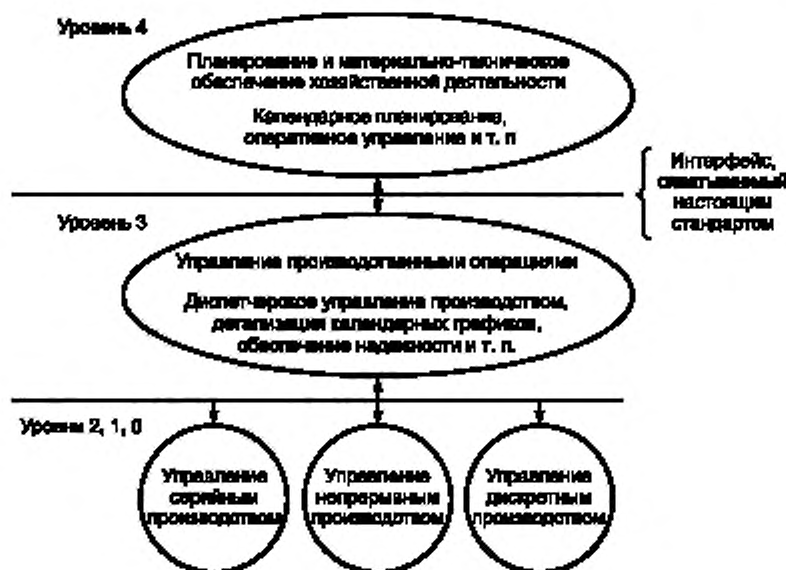 Уровень 4
Планирование и материально-техническое
обеспечение хозяйственной деятельности
Календарное планирование,
оперативное управление и т. п
Интерфейс,
охватываемый
настоящим
стандартом
Уровень 3
Управление производственными операциями
Диспетчерское управление производством,
детализация календарных графиков,
обеспечение надежности и т. п.
Уровни 2, 1, 0
Управление
серийным
производством
Управление
непрерывным
производством
Управление
дискретным
производством